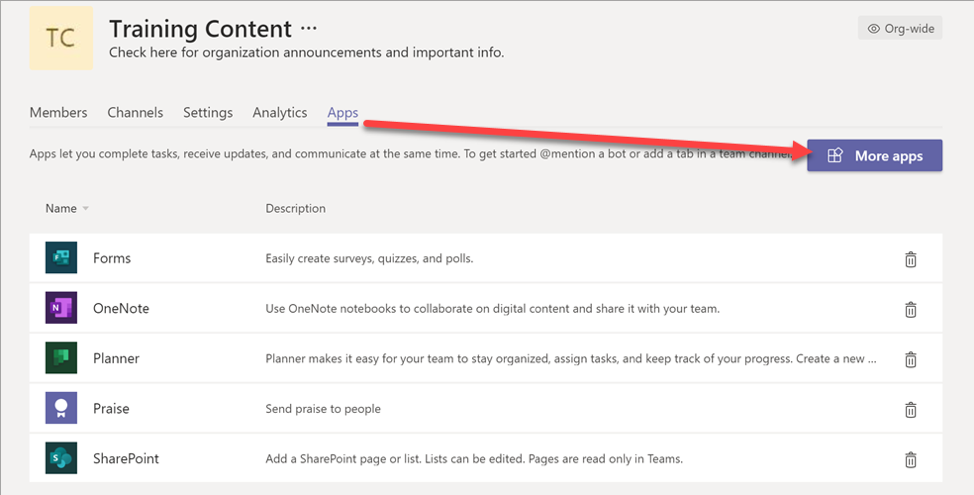 TC
Training Content ...
Org-wide
Check here for organization announcements and important info.
Members Channels Settings Analytics Apps
Apps let you complete tasks, receive updates, and communicate at the same time. To get started @mention a bot or add a tab in a team channel.
More apps
Name Description
Forms Easily create surveys, quizzes, and polls.
N
OneNote Use OneNote notebooks to collaborate on digital content and share it with your team.
Planner Planner makes it easy for your team to stay organized, assign tasks, and keep track of your progress. Create a new ...
Praise Send praise to people
S
SharePoint Add a SharePoint page or list. Lists can be edited. Pages are read only in Teams.